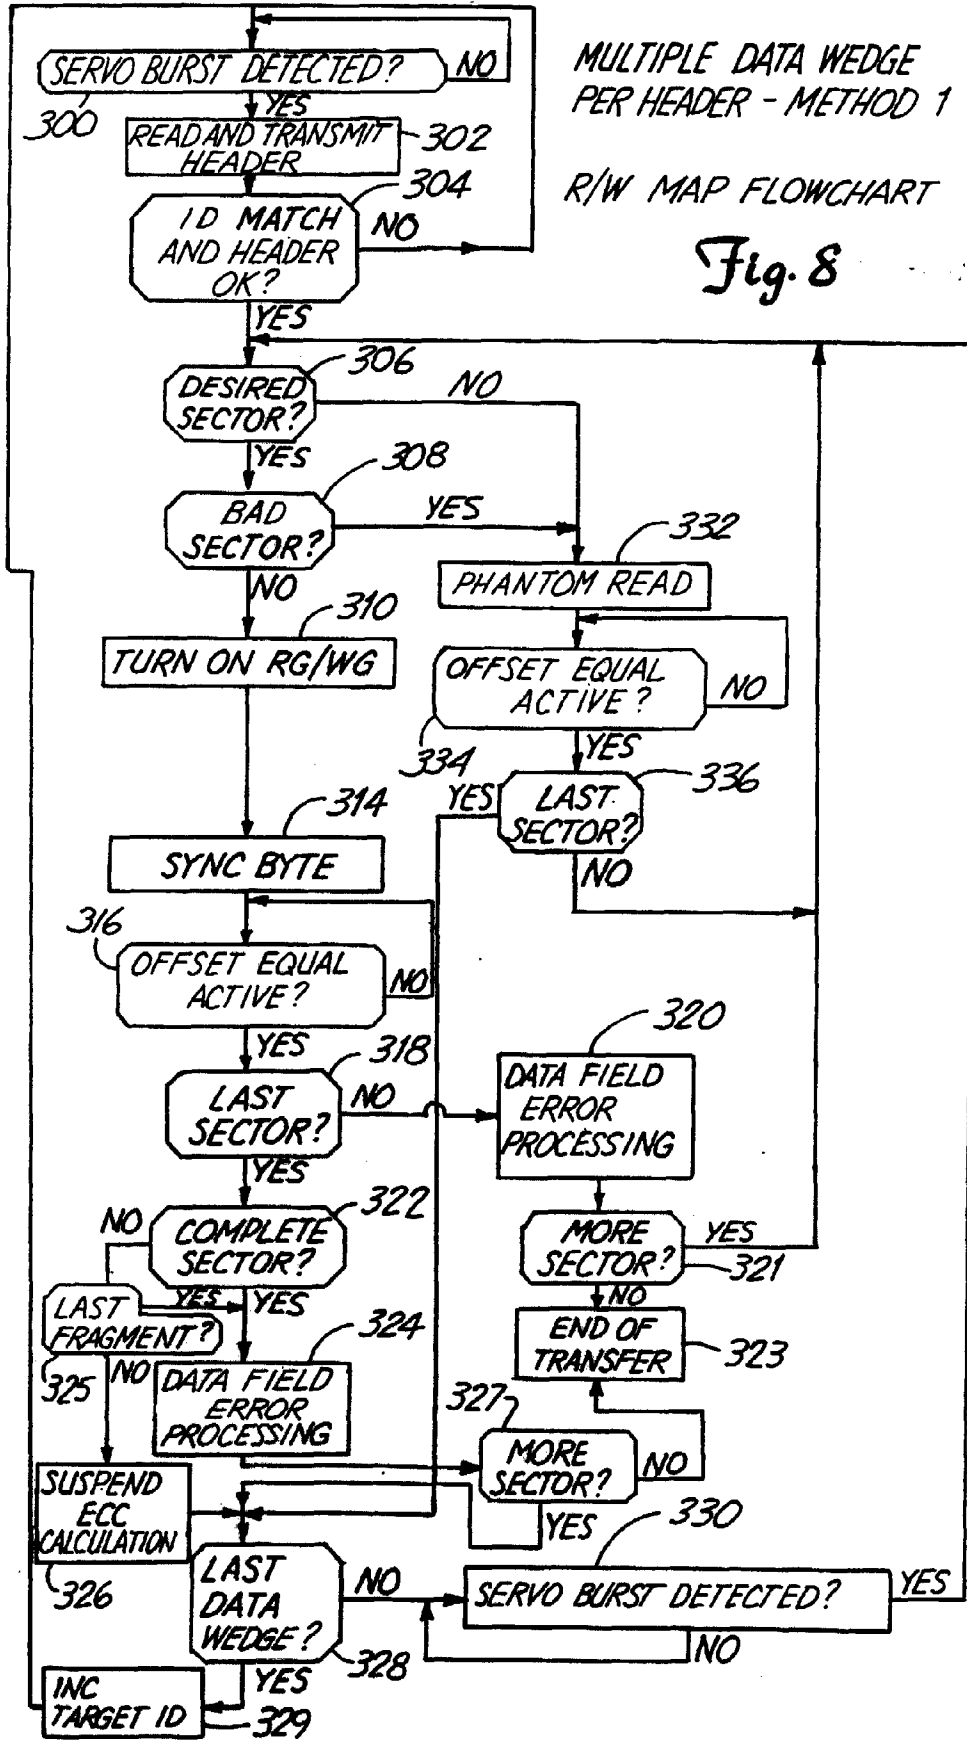 SERVO BURST DETECTED?
NO
MULTIPLE DATA WEDGE
PER HEADER - METHOD 1
300
YES
READ AND TRANSMIT
HEADER
302
R/W MAP FLOWCHART
304
ID MATCH
AND HEADER
OK?
NO
Fig. 8
YES
306
DESIRED
SECTOR?
NO
YES
308
BAD
SECTOR?
YES
332
NO
PHANTOM READ
310
TURN ON RG/WG
OFFSET EQUAL
ACTIVE?
NO
334
YES
336
LAST
SECTOR?
YES
NO
314
SYNC BYTE
316
OFFSET EQUAL
ACTIVE?
NO
YES
318
LAST
SECTOR?
NO
320
DATA FIELD
ERROR
PROCESSING
YES
322
COMPLETE
SECTOR?
NO
YES
MORE
SECTOR?
YES
321
NO
LAST
FRAGMENT?
YES
325
NO
324
DATA FIELD
ERROR
PROCESSING
END OF
TRANSFER
323
327
MORE
SECTOR?
NO
YES
SUSPEND
ECC
CALCULATION
326
LAST
DATA
WEDGE?
NO
328
330
SERVO BURST DETECTED?
YES
NO
YES
INC
TARGET ID
329